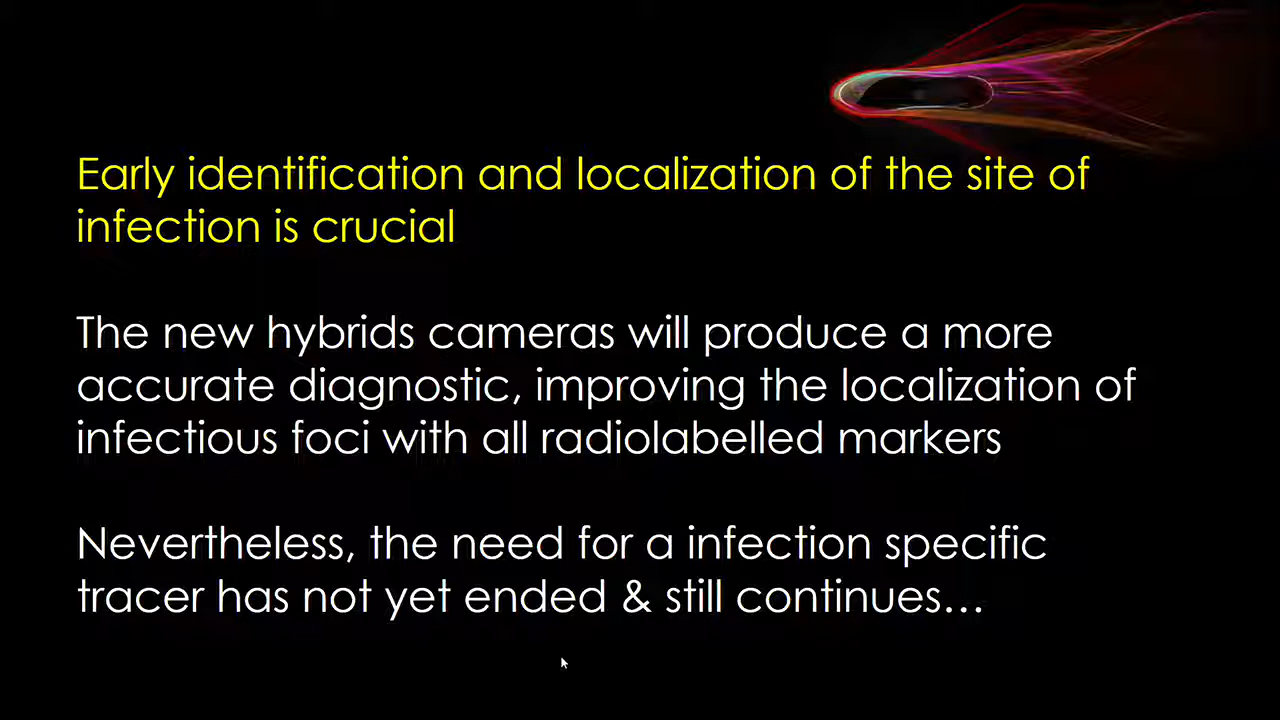 Early identification and localization of the site of
infection is crucial
The new hybrids cameras will produce a more
accurate diagnostic, improving the localization of
infectious foci with all radiolabelled markers
Nevertheless, the need for a infection specific
tracer has not yet ended & still continues…